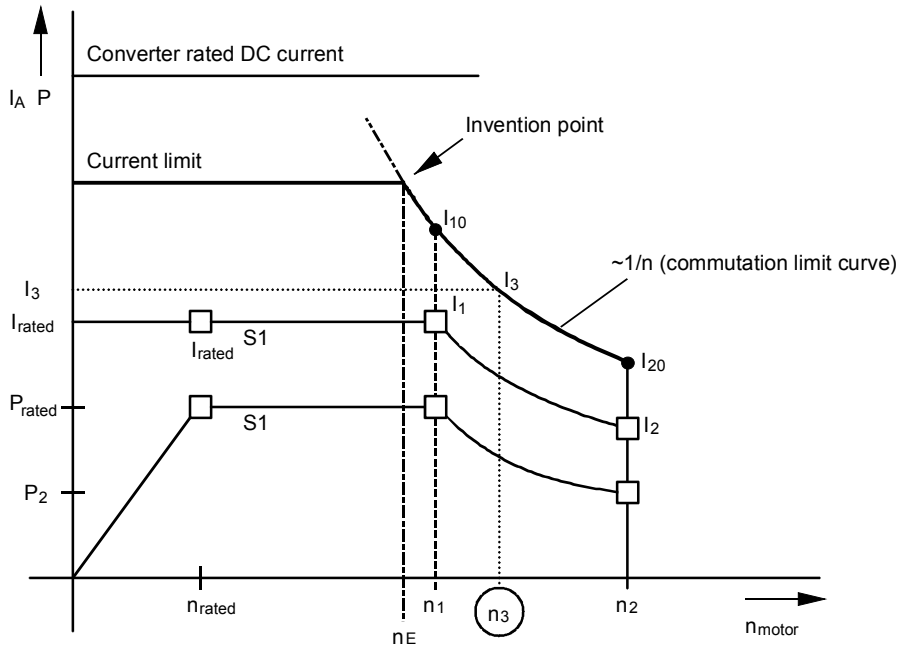 Converter rated DC current
IA P
Invention point
Current limit
I10
~1/n (commutation limit curve)
I3
I3
I1
Irated
S1
Irated
I20
Prated
S1
I2
P2
nrated
n1
n3
n2
nE
nmotor